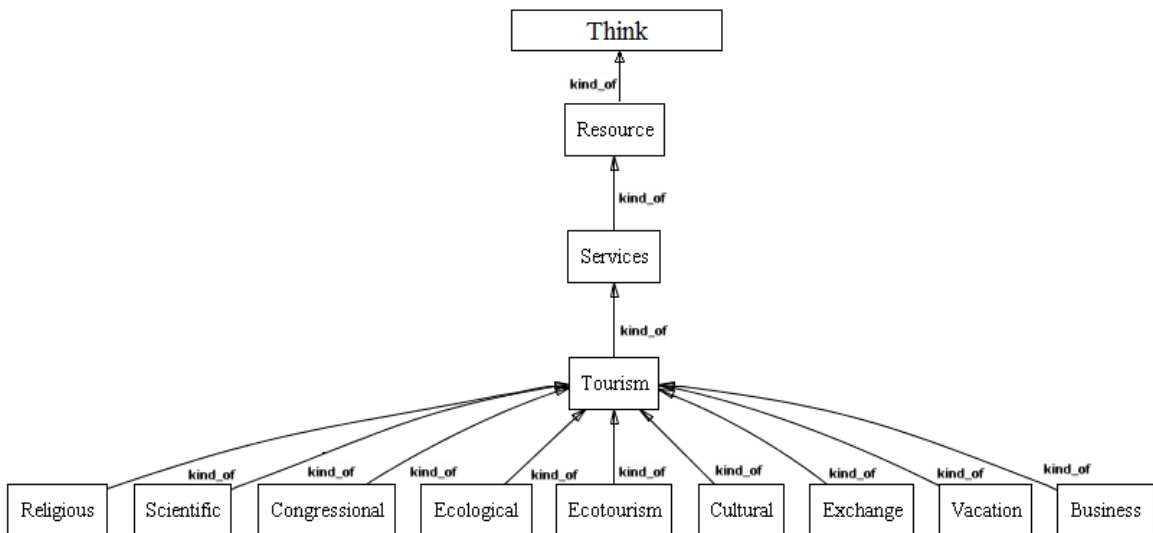 Think
kind_of
Resource
kind_of
Services
kind_of
Tourism
kind_of kind_of kind_of kind_of kind_of kind_of kind_of kind_of kind_of
Religious Scientific Congressional Ecological Ecotourism Cultural Exchange Vacation Business